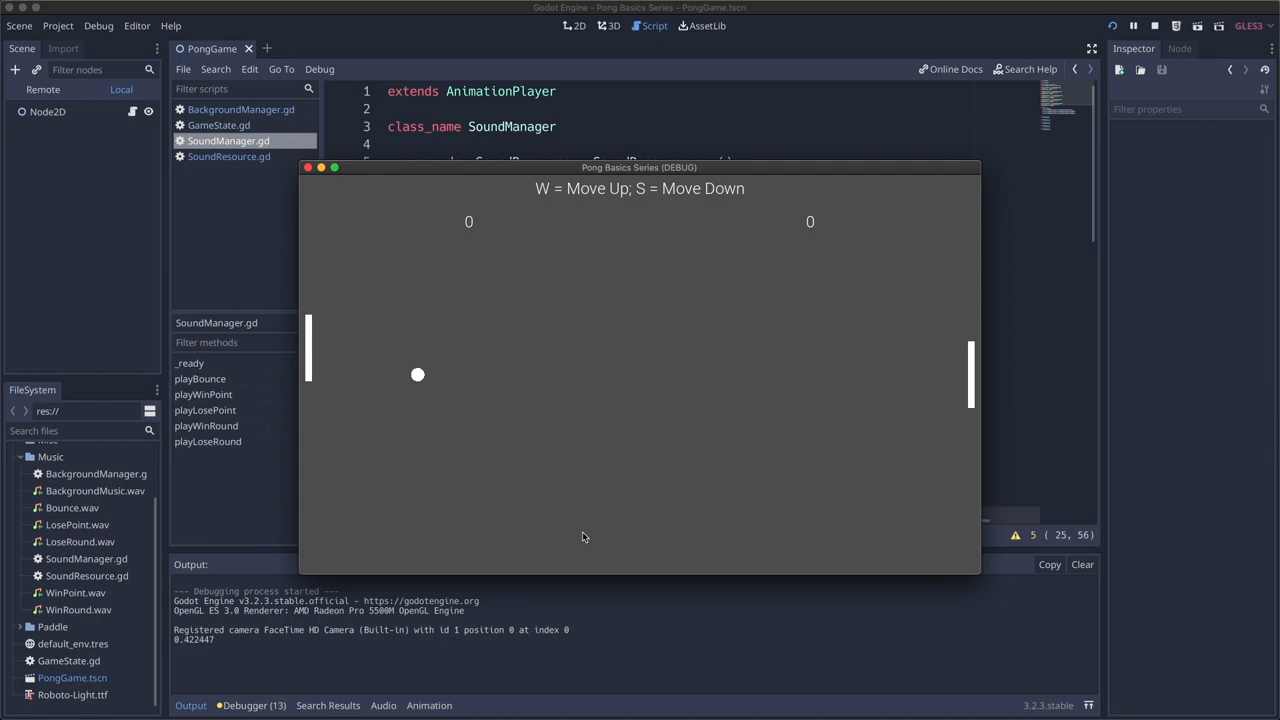 Godot Engine - Pong Basics Series - PongGame.tscn
Scene Project Debug Editor Help
2D 3D Script AssetLib
GLES3
Scene Import
PongGame
Inspector Node
Filter nodes
File Search Edit Go To Debug
Online Docs Search Help
Remote Local
Filter scripts
Node2D
BackgroundManager.gd
GameState.gd
SoundManager.gd
SoundResource.gd
1 extends AnimationPlayer
2
3 class_name SoundManager
4
Filter properties
Pong Basics Series (DEBUG)
W = Move Up; S = Move Down
0 0
SoundManager.gd
Filter methods
_ready
playBounce
playWinPoint
playLosePoint
playWinRound
playLoseRound
FileSystem
res://
Search files
Music
BackgroundManager.g
BackgroundMusic.wav
Bounce.wav
LosePoint.wav
LoseRound.wav
SoundManager.gd
SoundResource.gd
WinPoint.wav
WinRound.wav
Paddle
default_env.tres
GameState.gd
PongGame.tscn
Roboto-Light.ttf
5 ( 25, 56)
Output:
Copy Clear
--- Debugging process started ---
Godot Engine v3.2.3.stable.official - https://godotengine.org
OpenGL ES 3.0 Renderer: AMD Radeon Pro 5500M OpenGL Engine
Registered camera FaceTime HD Camera (Built-in) with id 1 position 0 at index 0
0.422447
Output Debugger (13) Search Results Audio Animation
3.2.3.stable